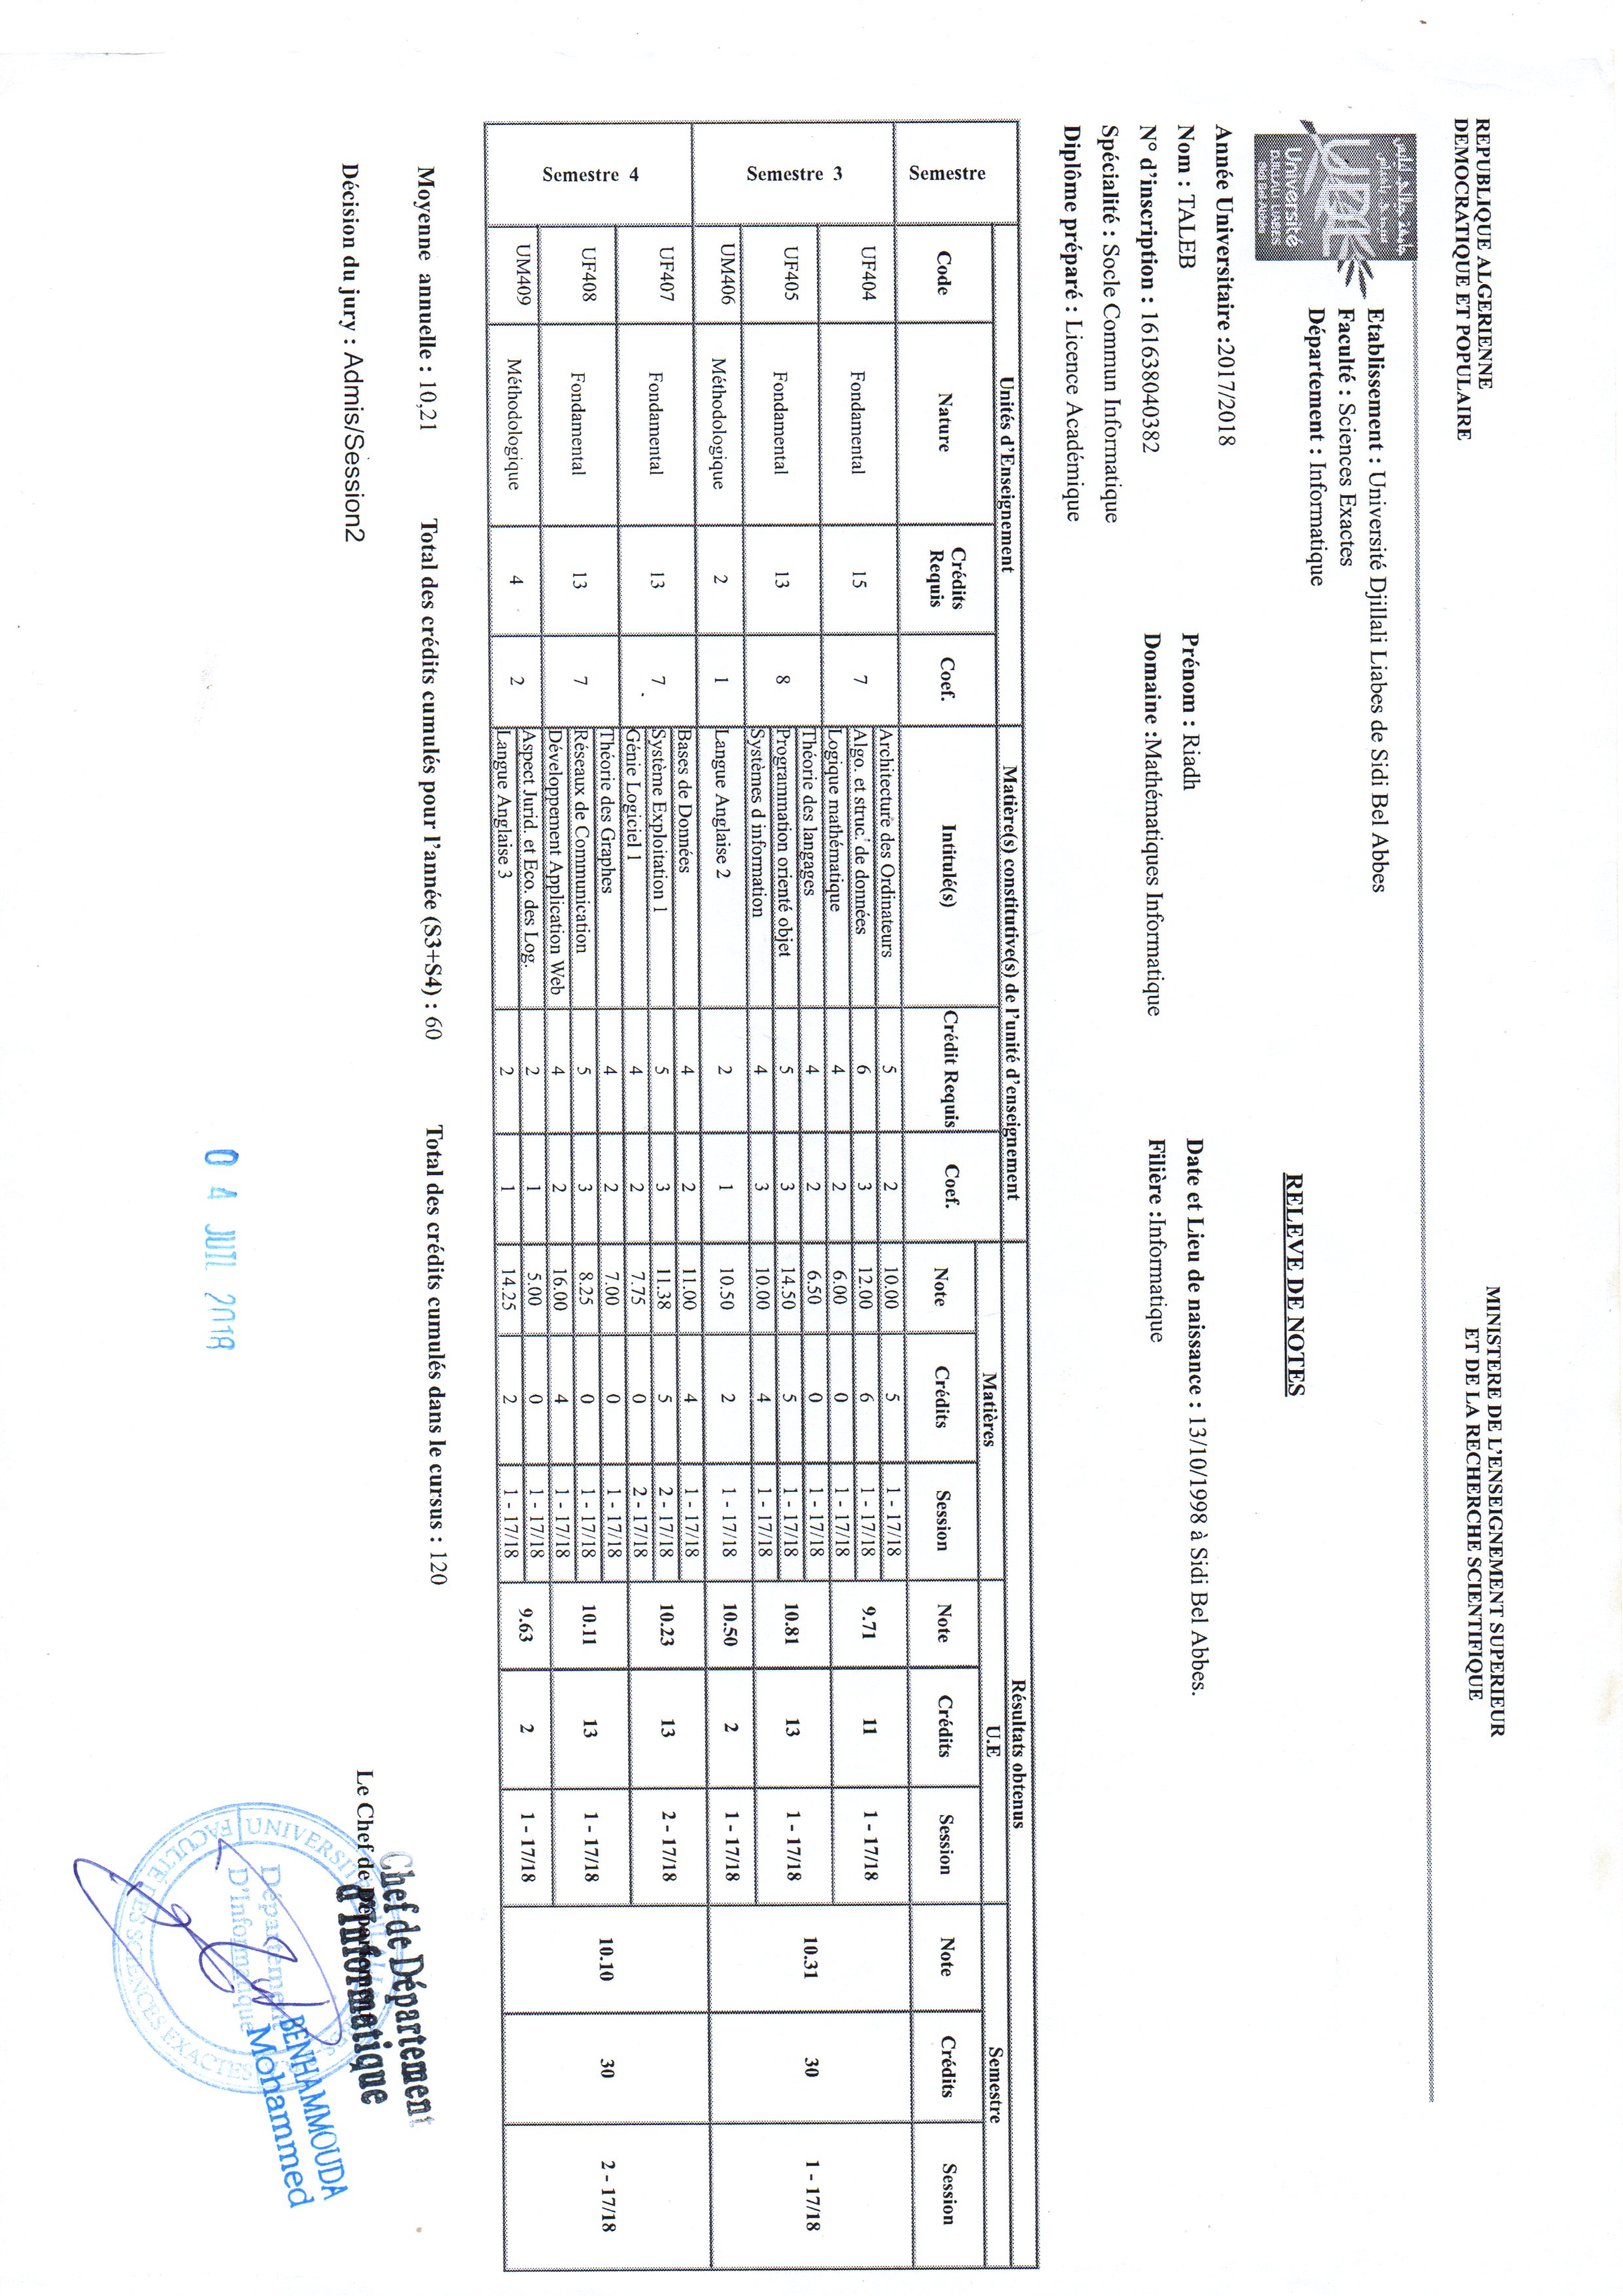 REPUBLIQUE ALGERIENNE
DEMOCRATIQUE ET POPULAIRE
MINISTERE DE L'ENSEIGNEMENT SUPERIEUR
ET DE LA RECHERCHE SCIENTIFIQUE
جامعة جيلالي ليابس
سيدي بلعباس
UDL
Université
DJILLALI LIABES
Sidi Bel-Abbès
Etablissement : Université Djillali Liabes de Sidi Bel Abbes
Faculté : Sciences Exactes
Département : Informatique
RELEVE DE NOTES
Année Universitaire :2017/2018
Nom : TALEB Prénom : Riadh Date et Lieu de naissance : 13/10/1998 à Sidi Bel Abbes.
N° d'inscription : 161638040382 Domaine :Mathématiques Informatique Filière :Informatique
Spécialité : Socle Commun Informatique
Diplôme préparé : Licence Académique
Semestre Unités d'Enseignement Matière(s) constitutive(s) de l'unité d'enseignement Résultats obtenus
Matières U.E Semestre
Code Nature Crédits Requis Coef. Intitulé(s) Crédit Requis Coef. Note Crédits Session Note Crédits Session Note Crédits Session
Semestre 3 UF404 Fondamental 15 7 Architecture des Ordinateurs 5 2 10.00 5 1 - 17/18 9.71 11 1 - 17/18 10.31 30 1 - 17/18
Algo. et struc. de données 6 3 12.00 6 1 - 17/18
Logique mathématique 4 2 6.00 0 1 - 17/18
UF405 Fondamental 13 8 Théorie des langages 4 2 6.50 0 1 - 17/18 10.81 13 1 - 17/18
Programmation orienté objet 5 3 14.50 5 1 - 17/18
Systèmes d information 4 3 10.00 4 1 - 17/18
UM406 Méthodologique 2 1 Langue Anglaise 2 2 1 10.50 2 1 - 17/18 10.50 2 1 - 17/18
Semestre 4 UF407 Fondamental 13 7 Bases de Données 4 2 11.00 4 1 - 17/18 10.23 13 2 - 17/18 10.10 30 2 - 17/18
Système Exploitation 1 5 3 11.38 5 2 - 17/18
Génie Logiciel 1 4 2 7.75 0 2 - 17/18
UF408 Fondamental 13 7 Théorie des Graphes 4 2 7.00 0 1 - 17/18 10.11 13 1 - 17/18
Réseaux de Communication 5 3 8.25 0 1 - 17/18
Développement Application Web 4 2 16.00 4 1 - 17/18
UM409 Méthodologique 4 2 Aspect Jurid. et Eco. des Log. 2 1 5.00 0 1 - 17/18 9.63 2 1 - 17/18
Langue Anglaise 3 2 1 14.25 2 1 - 17/18
Moyenne annuelle : 10,21 Total des crédits cumulés pour l'année (S3+S4) : 60 Total des crédits cumulés dans le cursus : 120
Décision du jury : Admis/Session2
Le Chef de Département
Chef de Département
d'Informatique
BENHAMMOUDA
Mohammed
Département
D'Informatique
FACULTÉ DES SCIENCES EXACTES
04 JUIL 2018